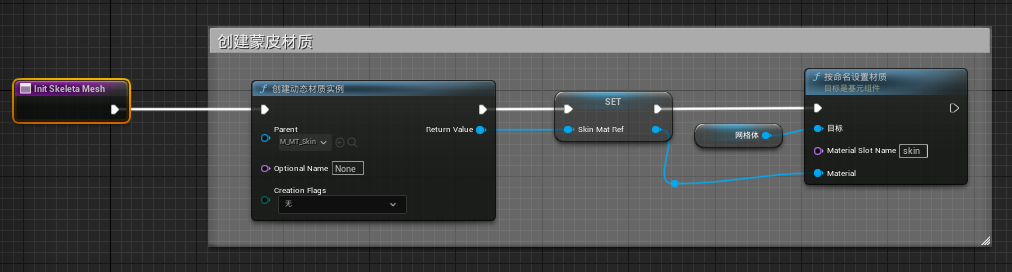 创建蒙皮材质
Init Skeleta Mesh
创建动态材质实例
Parent
M_MT_Skin
Return Value
Optional Name None
Creation Flags
无
SET
Skin Mat Ref
网格体
按命名设置材质
目标是基元组件
目标
Material Slot Name skin
Material